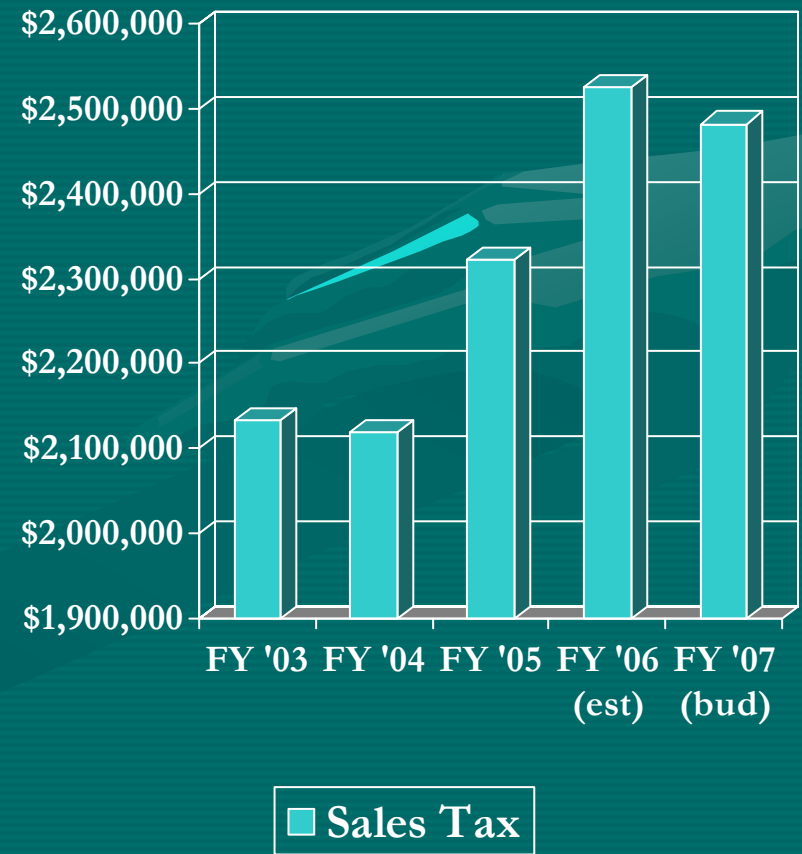 $2,600,000
$2,500,000
$2,400,000
$2,300,000
$2,200,000
$2,100,000
$2,000,000
$1,900,000
FY '03 FY '04 FY '05 FY '06 FY '07
(est) (bud)
Sales Tax